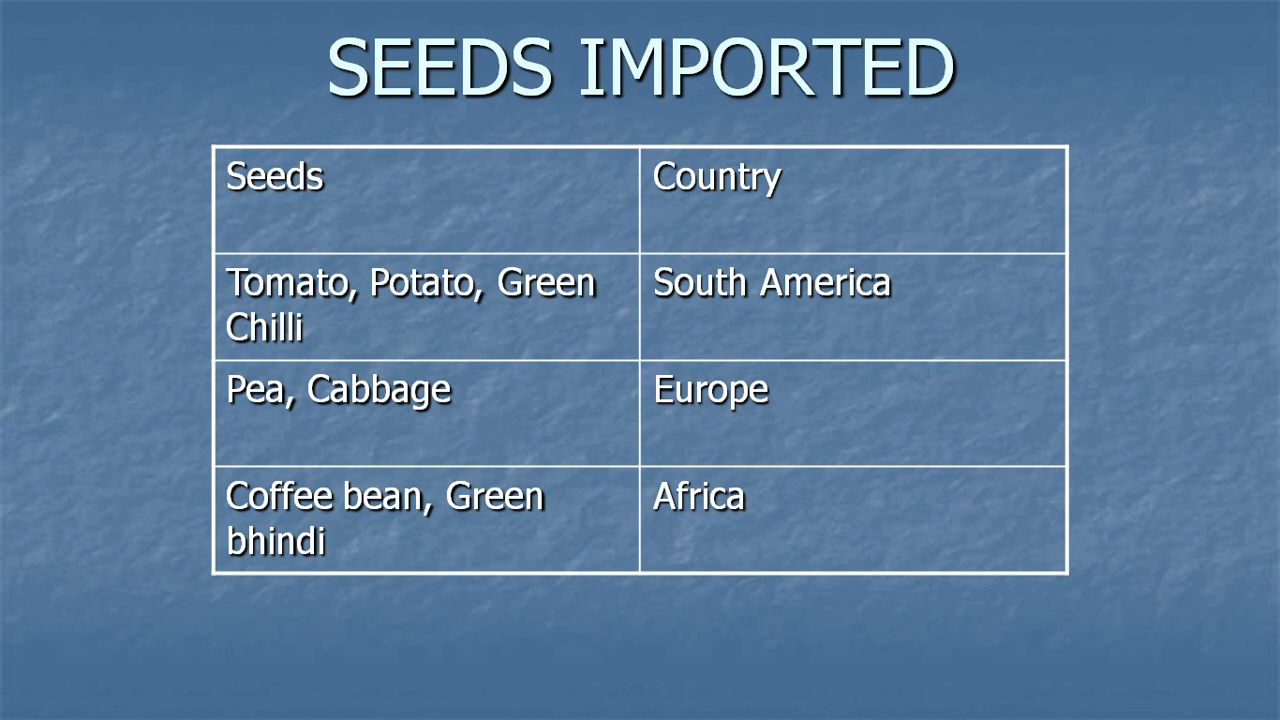 SEEDS IMPORTED
Seeds
Country
Tomato, Potato, Green
Chilli
South America
Pea, Cabbage
Europe
Coffee bean, Green
bhindi
Africa